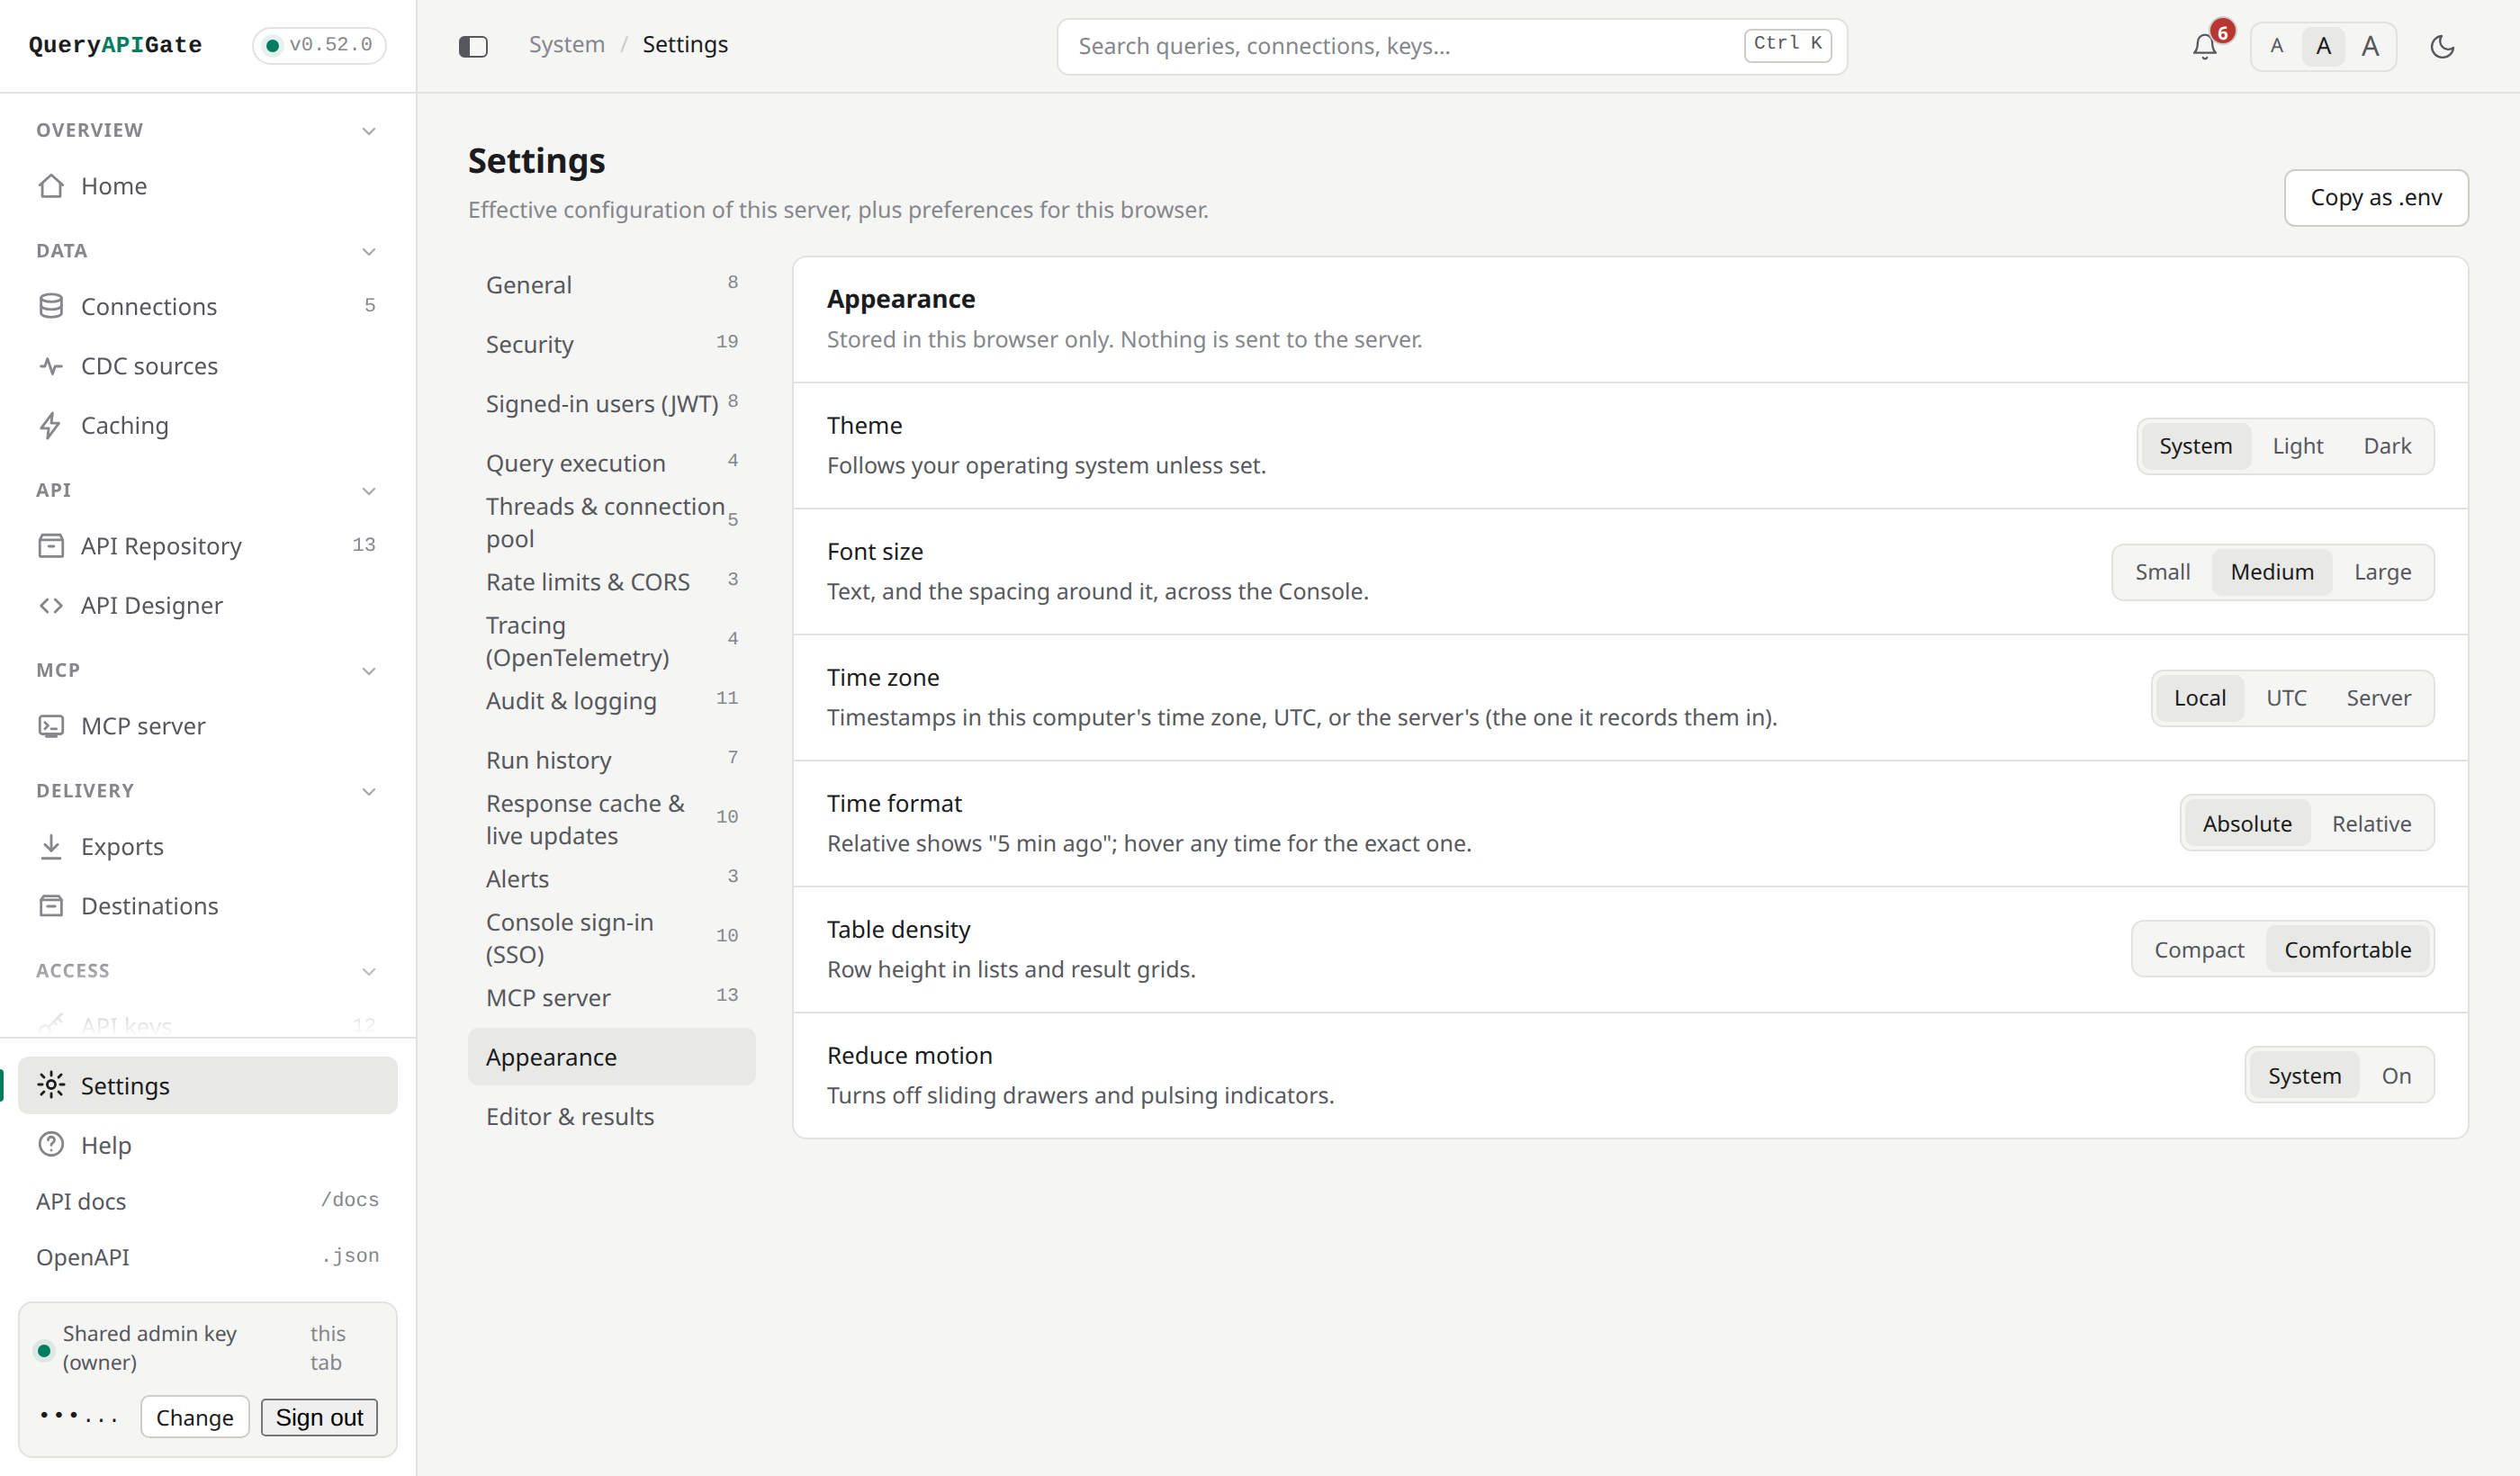 QueryAPIGate
v0.52.0
System / Settings
Search queries, connections, keys...
Ctrl K
6
A A A
OVERVIEW
Home
DATA
Connections 5
CDC sources
Caching
API
API Repository 13
API Designer
MCP
MCP server
DELIVERY
Exports
Destinations
ACCESS
API keys 12
Settings
Help
API docs /docs
OpenAPI .json
Shared admin key (owner)
this tab
•••...
Change
Sign out
Settings
Effective configuration of this server, plus preferences for this browser.
Copy as .env
General 8
Security 19
Signed-in users (JWT) 8
Query execution 4
Threads & connection pool 5
Rate limits & CORS 3
Tracing (OpenTelemetry) 4
Audit & logging 11
Run history 7
Response cache & live updates 10
Alerts 3
Console sign-in (SSO) 10
MCP server 13
Appearance
Editor & results
Appearance
Stored in this browser only. Nothing is sent to the server.
Theme
Follows your operating system unless set.
System Light Dark
Font size
Text, and the spacing around it, across the Console.
Small Medium Large
Time zone
Timestamps in this computer's time zone, UTC, or the server's (the one it records them in).
Local UTC Server
Time format
Relative shows "5 min ago"; hover any time for the exact one.
Absolute Relative
Table density
Row height in lists and result grids.
Compact Comfortable
Reduce motion
Turns off sliding drawers and pulsing indicators.
System On